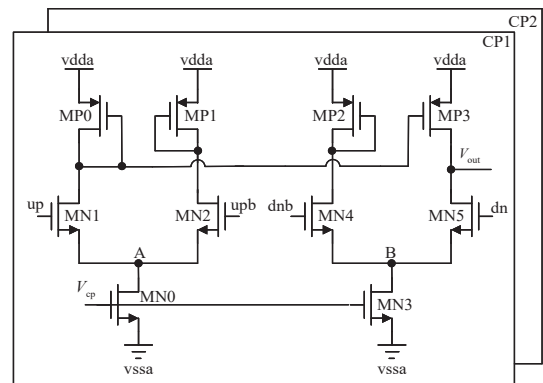 CP2
CP1
vdda vdda vdda vdda
MP0 MP1 MP2 MP3
Vout
up MN1 MN2 upb dnb MN4 MN5 dn
A B
Vcp MN0 MN3
vssa vssa